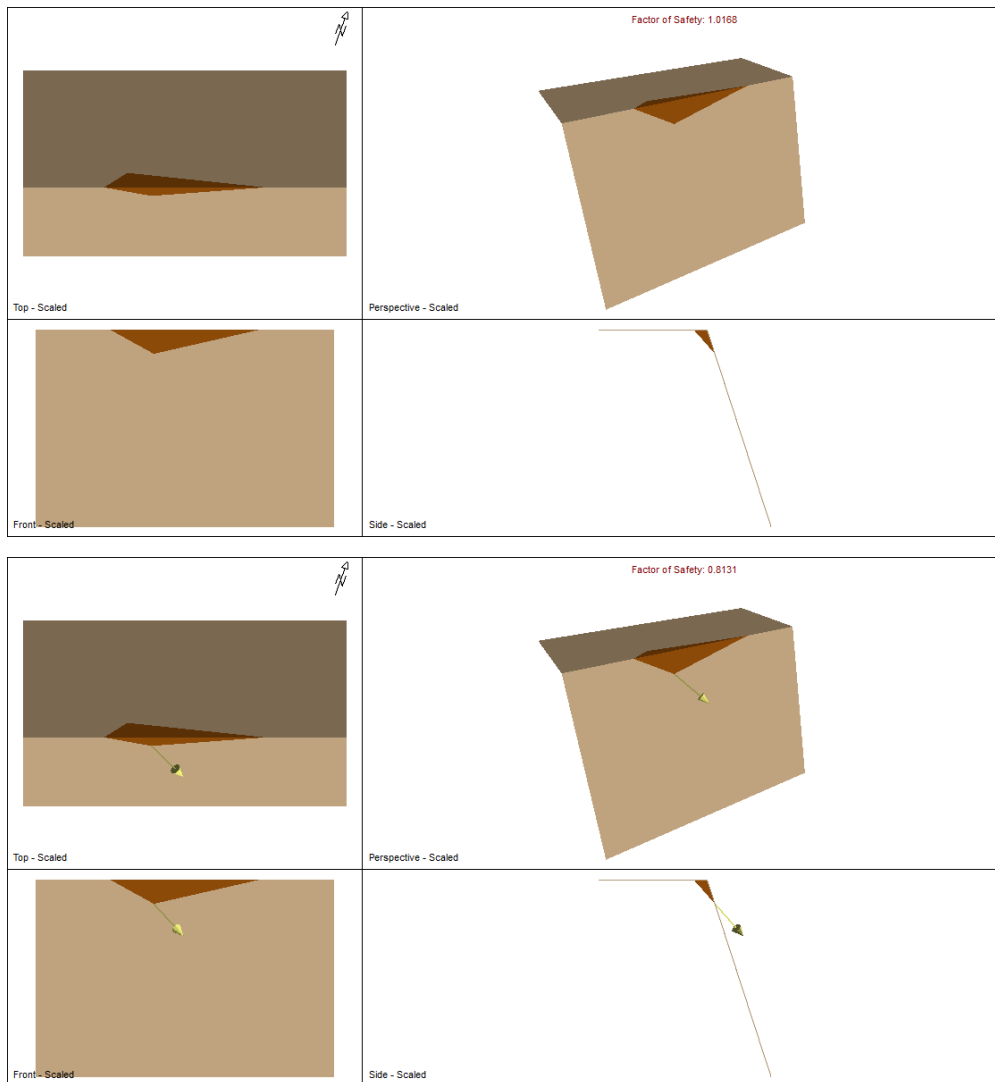 N
Factor of Safety: 1.0168
Top - Scaled
Perspective - Scaled
Front - Scaled
Side - Scaled
N
Factor of Safety: 0.8131
Top - Scaled
Perspective - Scaled
Front - Scaled
Side - Scaled